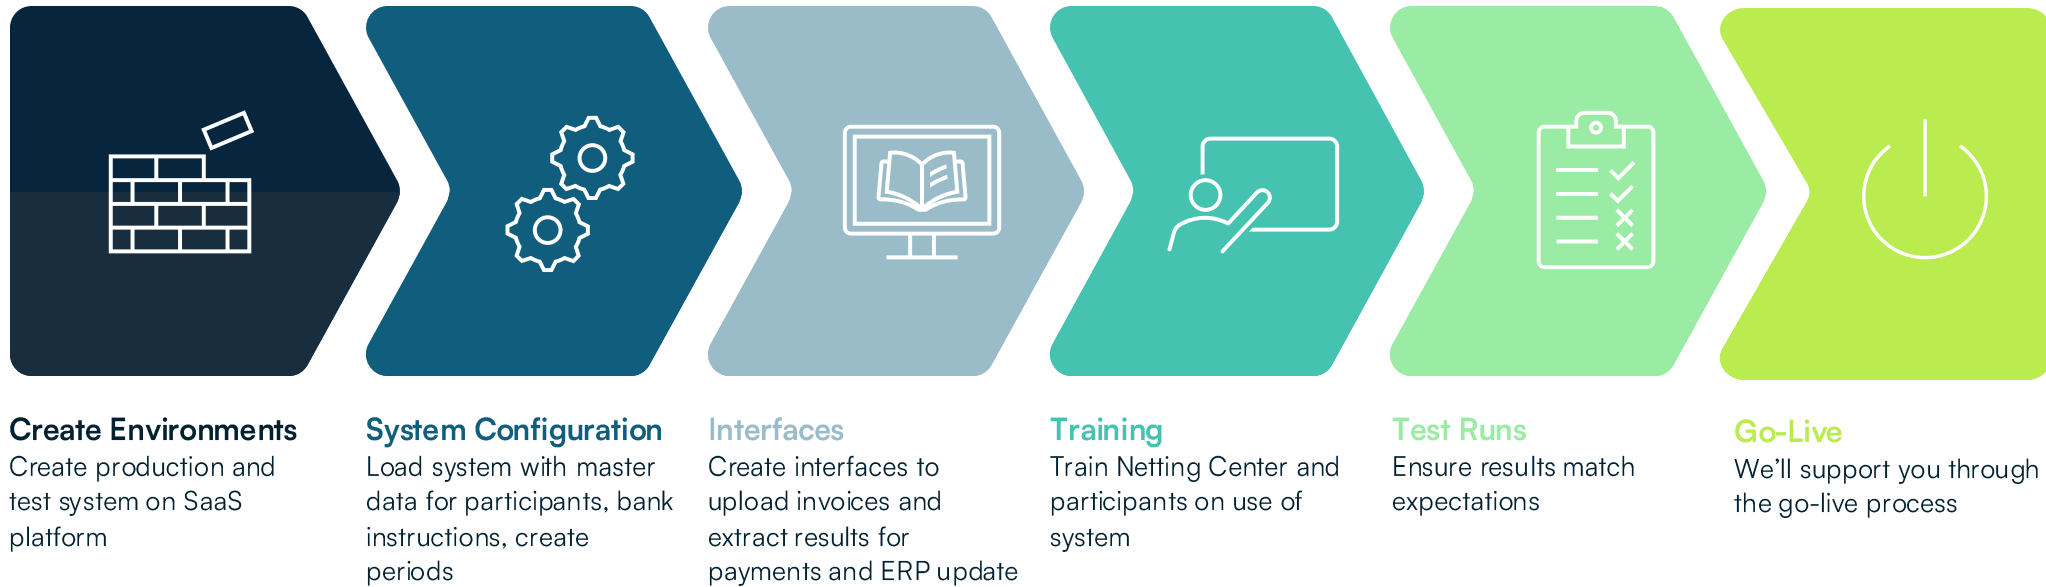 Create Environments
Create production and
test system on SaaS
platform
System Configuration
Load system with master
data for participants, bank
instructions, create
periods
Interfaces
Create interfaces to
upload invoices and
extract results for
payments and ERP update
Training
Train Netting Center and
participants on use of
system
Test Runs
Ensure results match
expectations
Go-Live
We’ll support you through
the go-live process